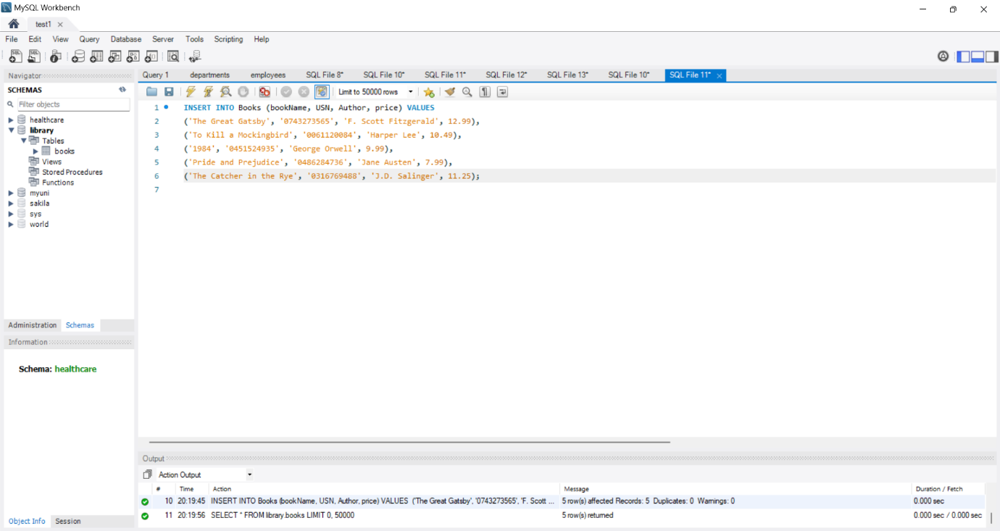 MySQL Workbench
test1
File Edit View Query Database Server Tools Scripting Help
Navigator
SCHEMAS
Filter objects
healthcare
library
Tables
books
Views
Stored Procedures
Functions
myuni
sakila
sys
world
Administration Schemas
Information
Schema: healthcare
Object Info Session
Query 1 departments employees SQL File 8* SQL File 10* SQL File 11* SQL File 12* SQL File 13* SQL File 10* SQL File 11*
Limit to 50000 rows
1 INSERT INTO Books (bookName, USN, Author, price) VALUES
2 ('The Great Gatsby', '0743273565', 'F. Scott Fitzgerald', 12.99),
3 ('To Kill a Mockingbird', '0061120084', 'Harper Lee', 10.49),
4 ('1984', '0451524935', 'George Orwell', 9.99),
5 ('Pride and Prejudice', '0486284736', 'Jane Austen', 7.99),
6 ('The Catcher in the Rye', '0316769488', 'J.D. Salinger', 11.25);
7
Output
Action Output
# Time Action Message Duration / Fetch
10 20:19:45 INSERT INTO Books (bookName, USN, Author, price) VALUES ('The Great Gatsby', '0743273565', 'F. Scott ... 5 row(s) affected Records: 5 Duplicates: 0 Warnings: 0 0.000 sec
11 20:19:56 SELECT * FROM library.books LIMIT 0, 50000 5 row(s) returned 0.000 sec / 0.000 sec